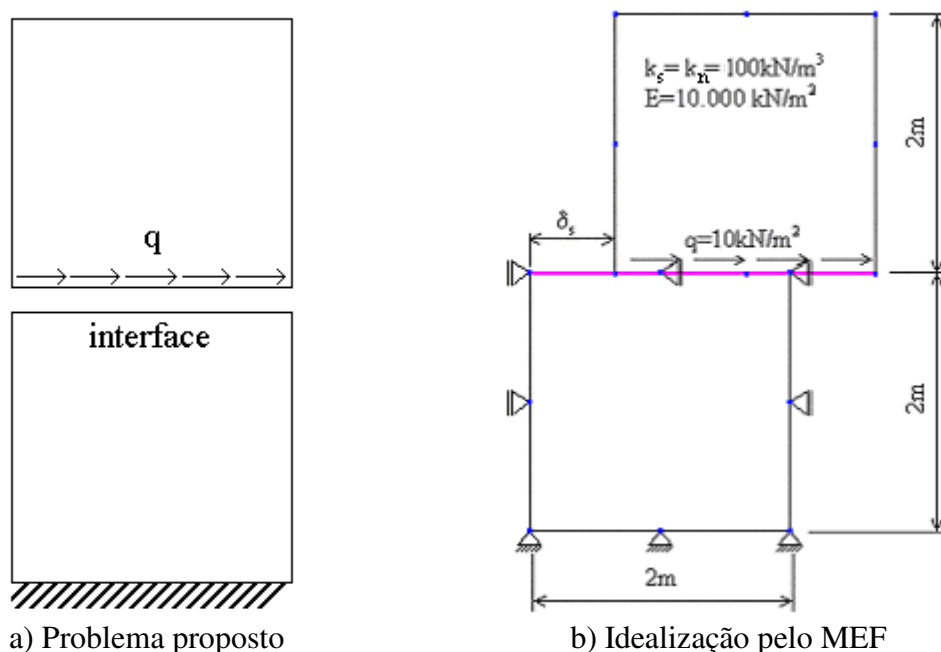 q
interface
a) Problema proposto
kₛ= kₙ= 100kN/m³
E=10.000 kN/m²
2m
δₛ
q=10kN/m²
2m
2m
b) Idealização pelo MEF